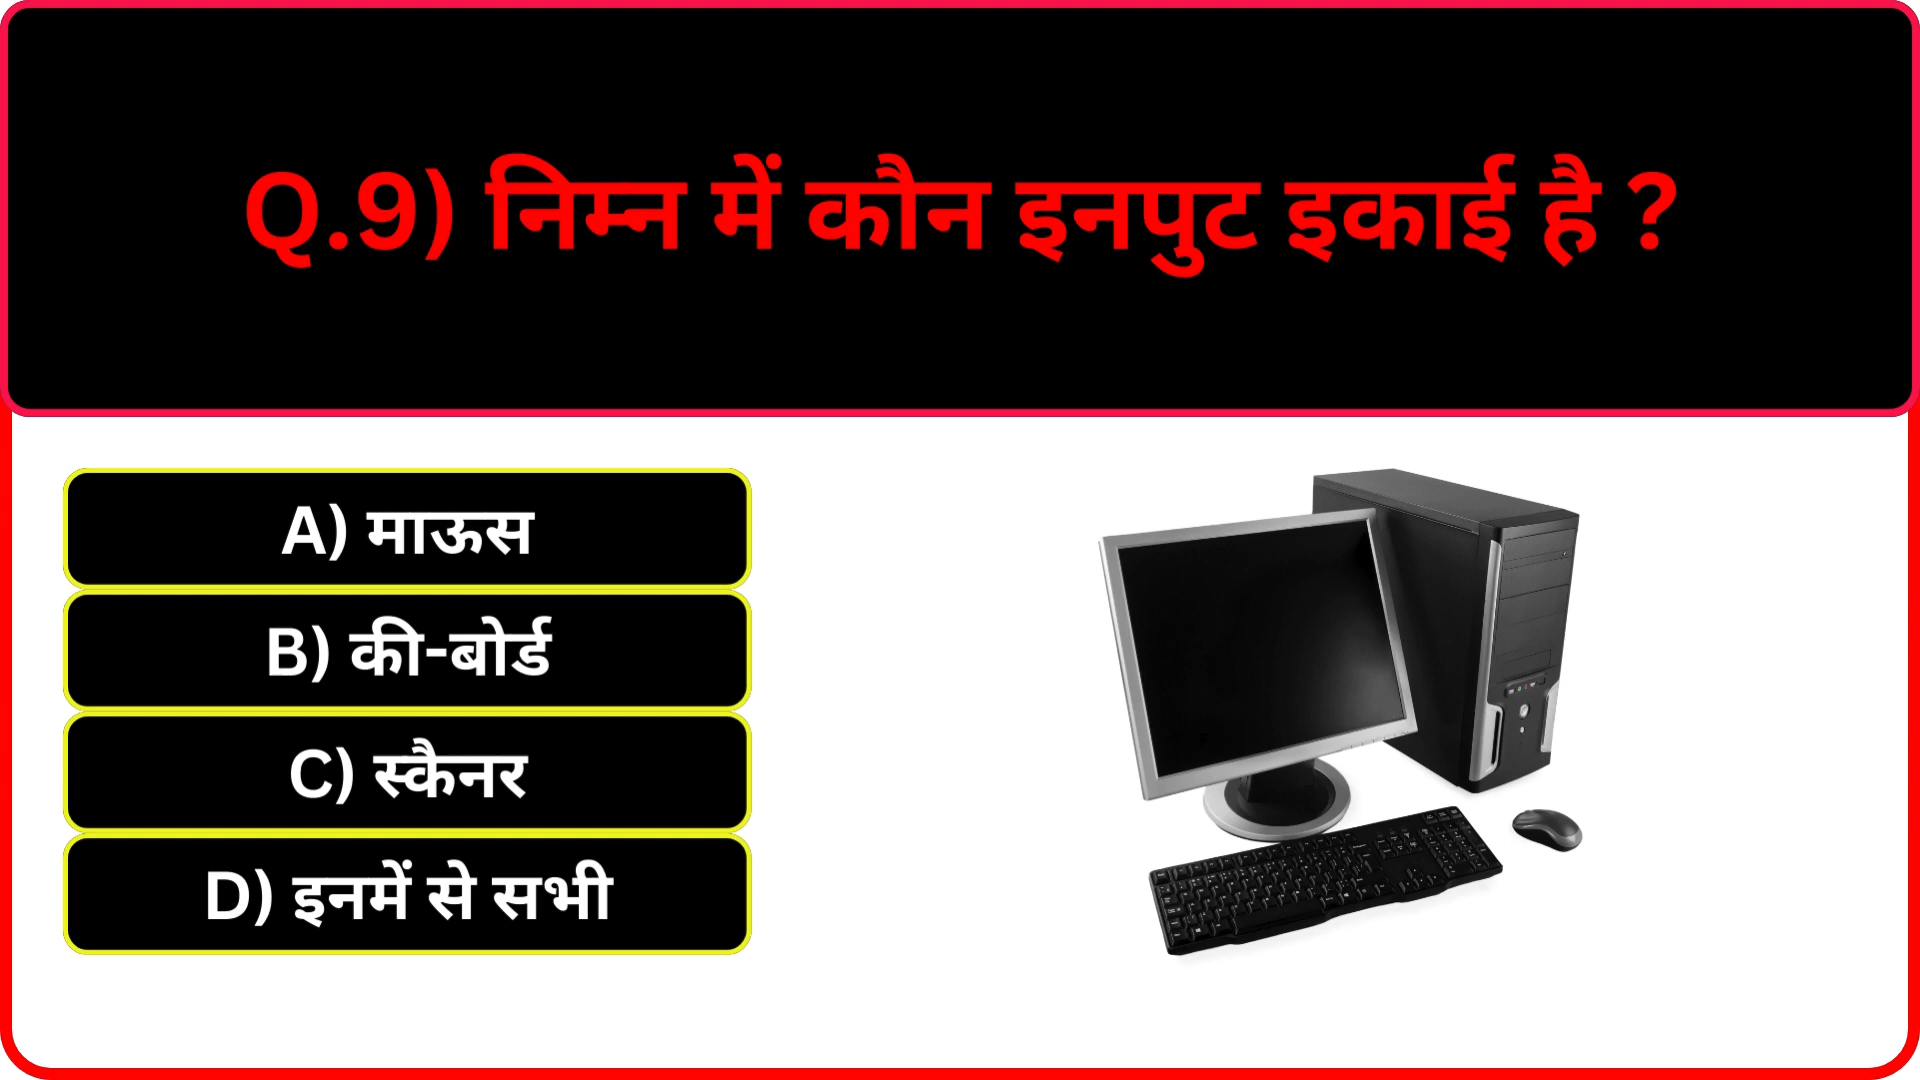 Q.9) निम्न में कौन इनपुट इकाई है ?
A) माऊस
B) की-बोर्ड
C) स्कैनर
D) इनमें से सभी